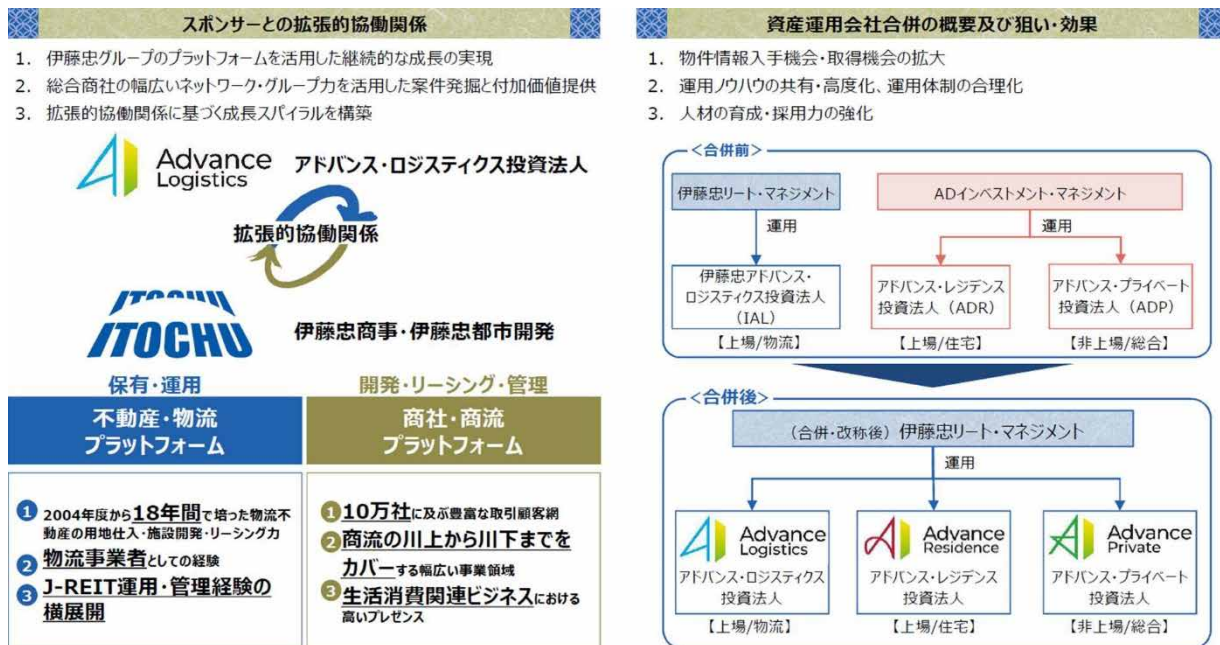 スポンサーとの拡張的協働関係
1. 伊藤忠グループのプラットフォームを活用した継続的な成長の実現
2. 総合商社の幅広いネットワーク・グループ力を活用した案件発掘と付加価値提供
3. 拡張的協働関係に基づく成長スパイラルを構築
Advance
Logistics
アドバンス・ロジスティクス投資法人
拡張的協働関係
ITOCHU
ITOCHU
伊藤忠商事・伊藤忠都市開発
保有・運用
不動産・物流
プラットフォーム
1 2004年度から18年間で培った物流不
動産の用地仕入・施設開発・リーシング力
2 物流事業者としての経験
3 J-REIT運用・管理経験の
横展開
開発・リーシング・管理
商社・商流
プラットフォーム
1 10万社に及ぶ豊富な取引顧客網
2 商流の川上から川下までを
カバーする幅広い事業領域
3 生活消費関連ビジネスにおける
高いプレゼンス
資産運用会社合併の概要及び狙い・効果
1. 物件情報入手機会・取得機会の拡大
2. 運用ノウハウの共有・高度化、運用体制の合理化
3. 人材の育成・採用力の強化
<合併前>
伊藤忠リート・マネジメント
運用
伊藤忠アドバンス・
ロジスティクス投資法人
(IAL)
【上場/物流】
ADインベストメント・マネジメント
運用
アドバンス・レジデンス
投資法人（ADR）
【上場/住宅】
アドバンス・プライベート
投資法人（ADP）
【非上場/総合】
<合併後>
（合併・改称後）伊藤忠リート・マネジメント
運用
Advance
Logistics
アドバンス・ロジスティクス
投資法人
【上場/物流】
Advance
Residence
アドバンス・レジデンス
投資法人
【上場/住宅】
Advance
Private
アドバンス・プライベート
投資法人
【非上場/総合】